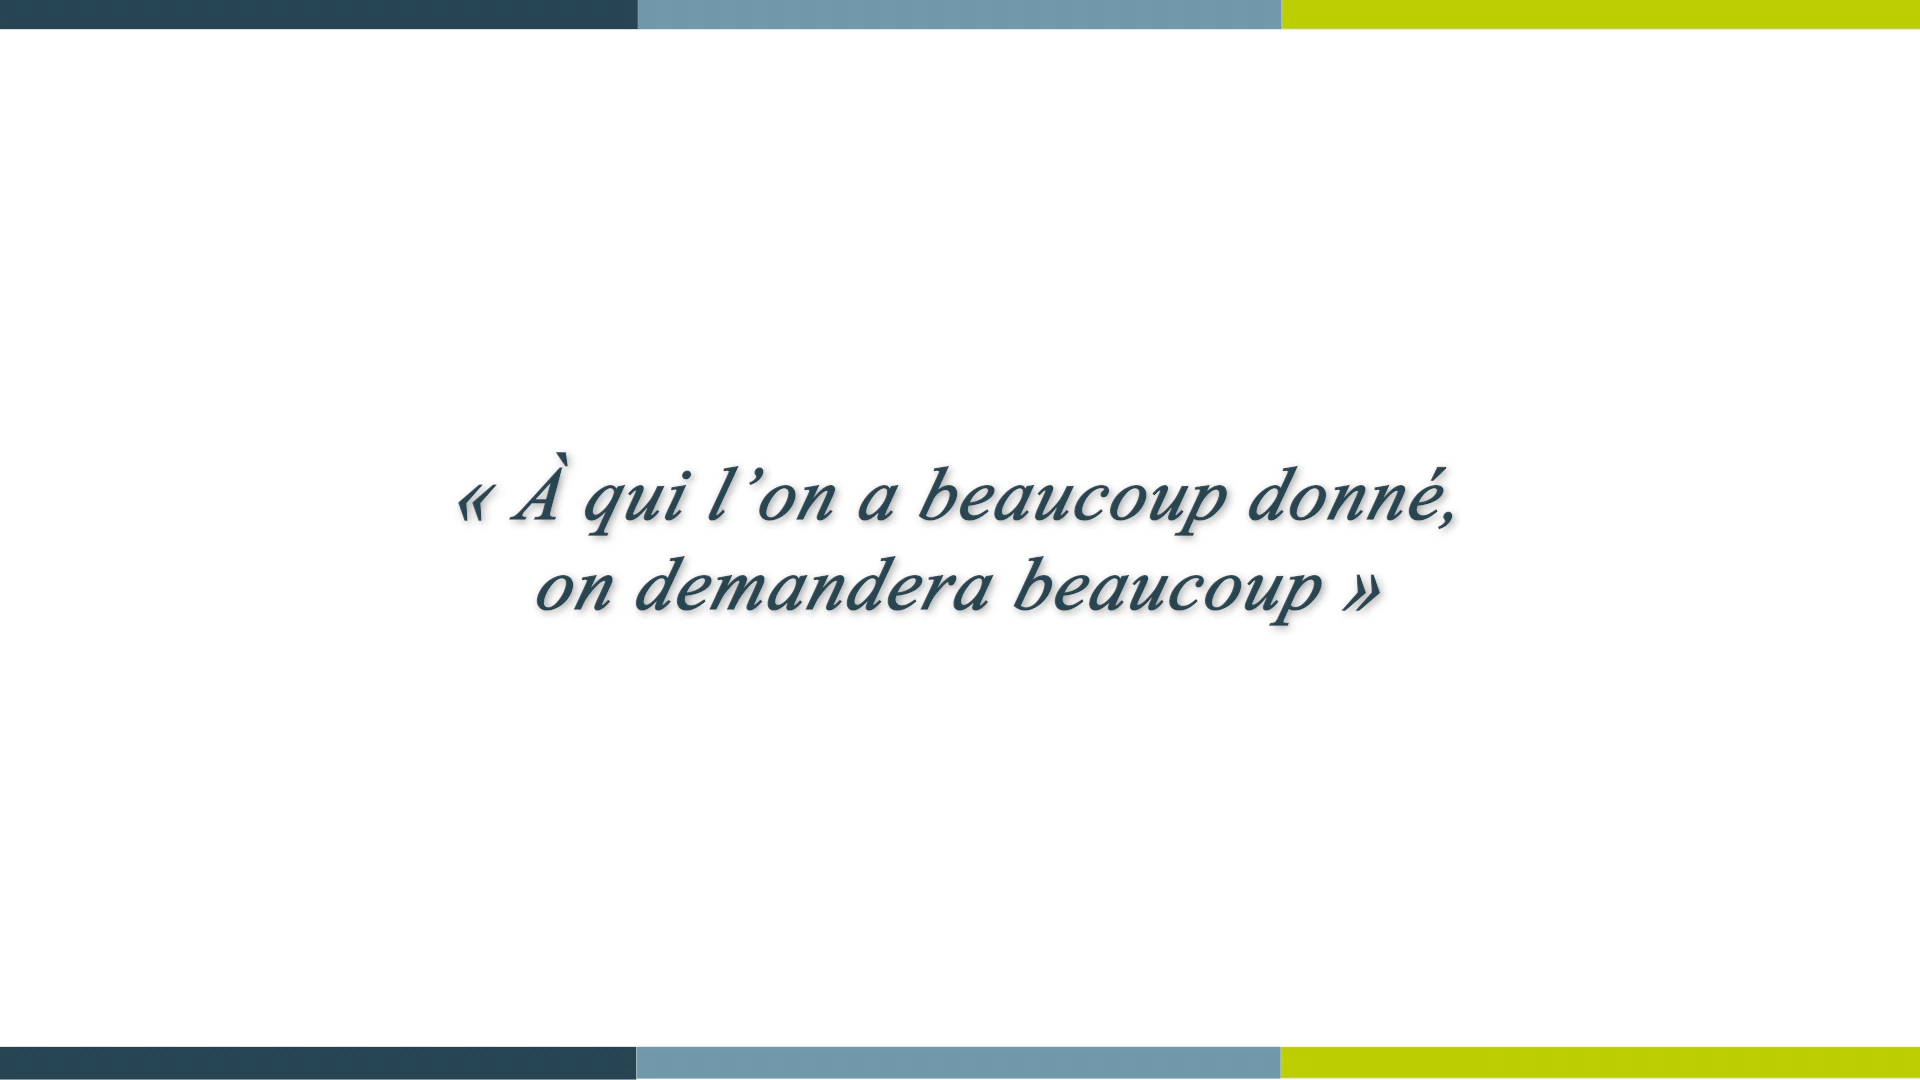 « À qui l’on a beaucoup donné,
on demandera beaucoup »